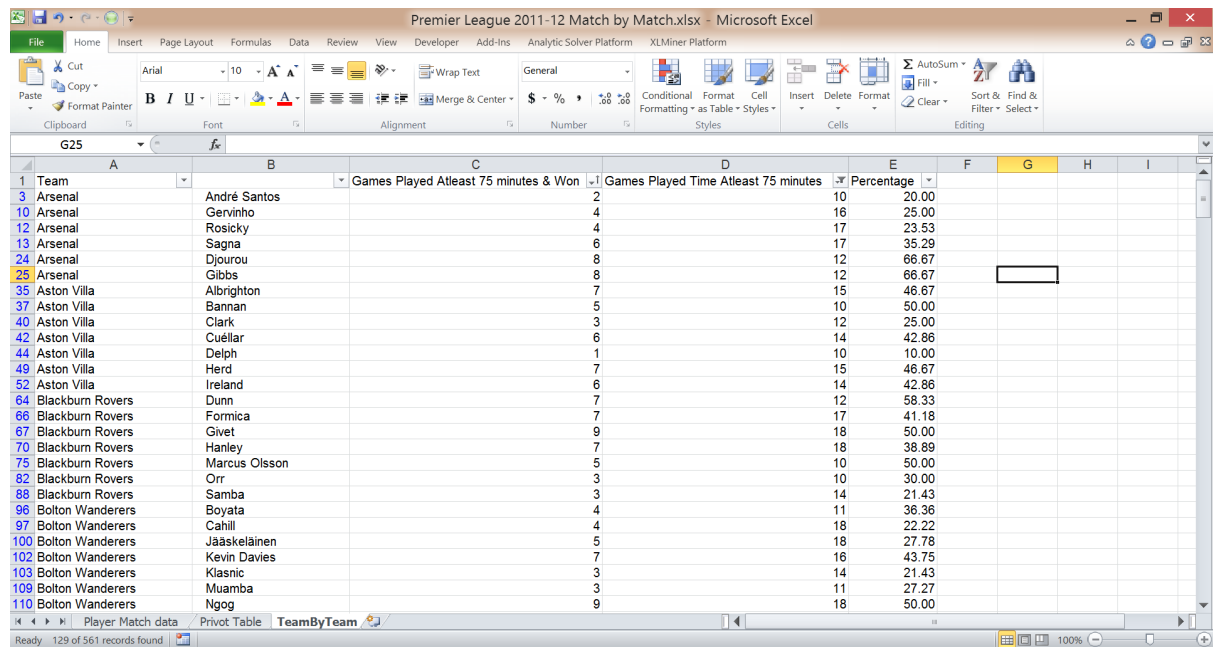 Premier League 2011-12 Match by Match.xlsx - Microsoft Excel
File Home Insert Page Layout Formulas Data Review View Developer Add-Ins Analytic Solver Platform XLMiner Platform
Cut
Copy
Format Painter
Paste
Clipboard
Arial 10 A A
B I U A
Font
Wrap Text
Merge & Center
Alignment
General
$ % , .00 .00
Number
Conditional Formatting
Format as Table
Cell Styles
Styles
Insert Delete Format
Cells
Σ AutoSum
Fill
Clear
Sort & Filter
Find & Select
Editing
G25 fx
A B C D E F G H I
1 Team Games Played Atleast 75 minutes & Won Games Played Time Atleast 75 minutes Percentage
3 Arsenal André Santos 2 10 20.00
10 Arsenal Gervinho 4 16 25.00
12 Arsenal Rosicky 4 17 23.53
13 Arsenal Sagna 6 17 35.29
24 Arsenal Djourou 8 12 66.67
25 Arsenal Gibbs 8 12 66.67
35 Aston Villa Albrighton 7 15 46.67
37 Aston Villa Bannan 5 10 50.00
40 Aston Villa Clark 3 12 25.00
42 Aston Villa Cuéllar 6 14 42.86
44 Aston Villa Delph 1 10 10.00
49 Aston Villa Herd 7 15 46.67
52 Aston Villa Ireland 6 14 42.86
64 Blackburn Rovers Dunn 7 12 58.33
66 Blackburn Rovers Formica 7 17 41.18
67 Blackburn Rovers Givet 9 18 50.00
70 Blackburn Rovers Hanley 7 18 38.89
75 Blackburn Rovers Marcus Olsson 5 10 50.00
82 Blackburn Rovers Orr 3 10 30.00
88 Blackburn Rovers Samba 3 14 21.43
96 Bolton Wanderers Boyata 4 11 36.36
97 Bolton Wanderers Cahill 4 18 22.22
100 Bolton Wanderers Jääskeläinen 5 18 27.78
102 Bolton Wanderers Kevin Davies 7 16 43.75
103 Bolton Wanderers Klasnic 3 14 21.43
109 Bolton Wanderers Muamba 3 11 27.27
110 Bolton Wanderers Ngog 9 18 50.00
Player Match data Privot Table TeamByTeam
Ready 129 of 561 records found 100%